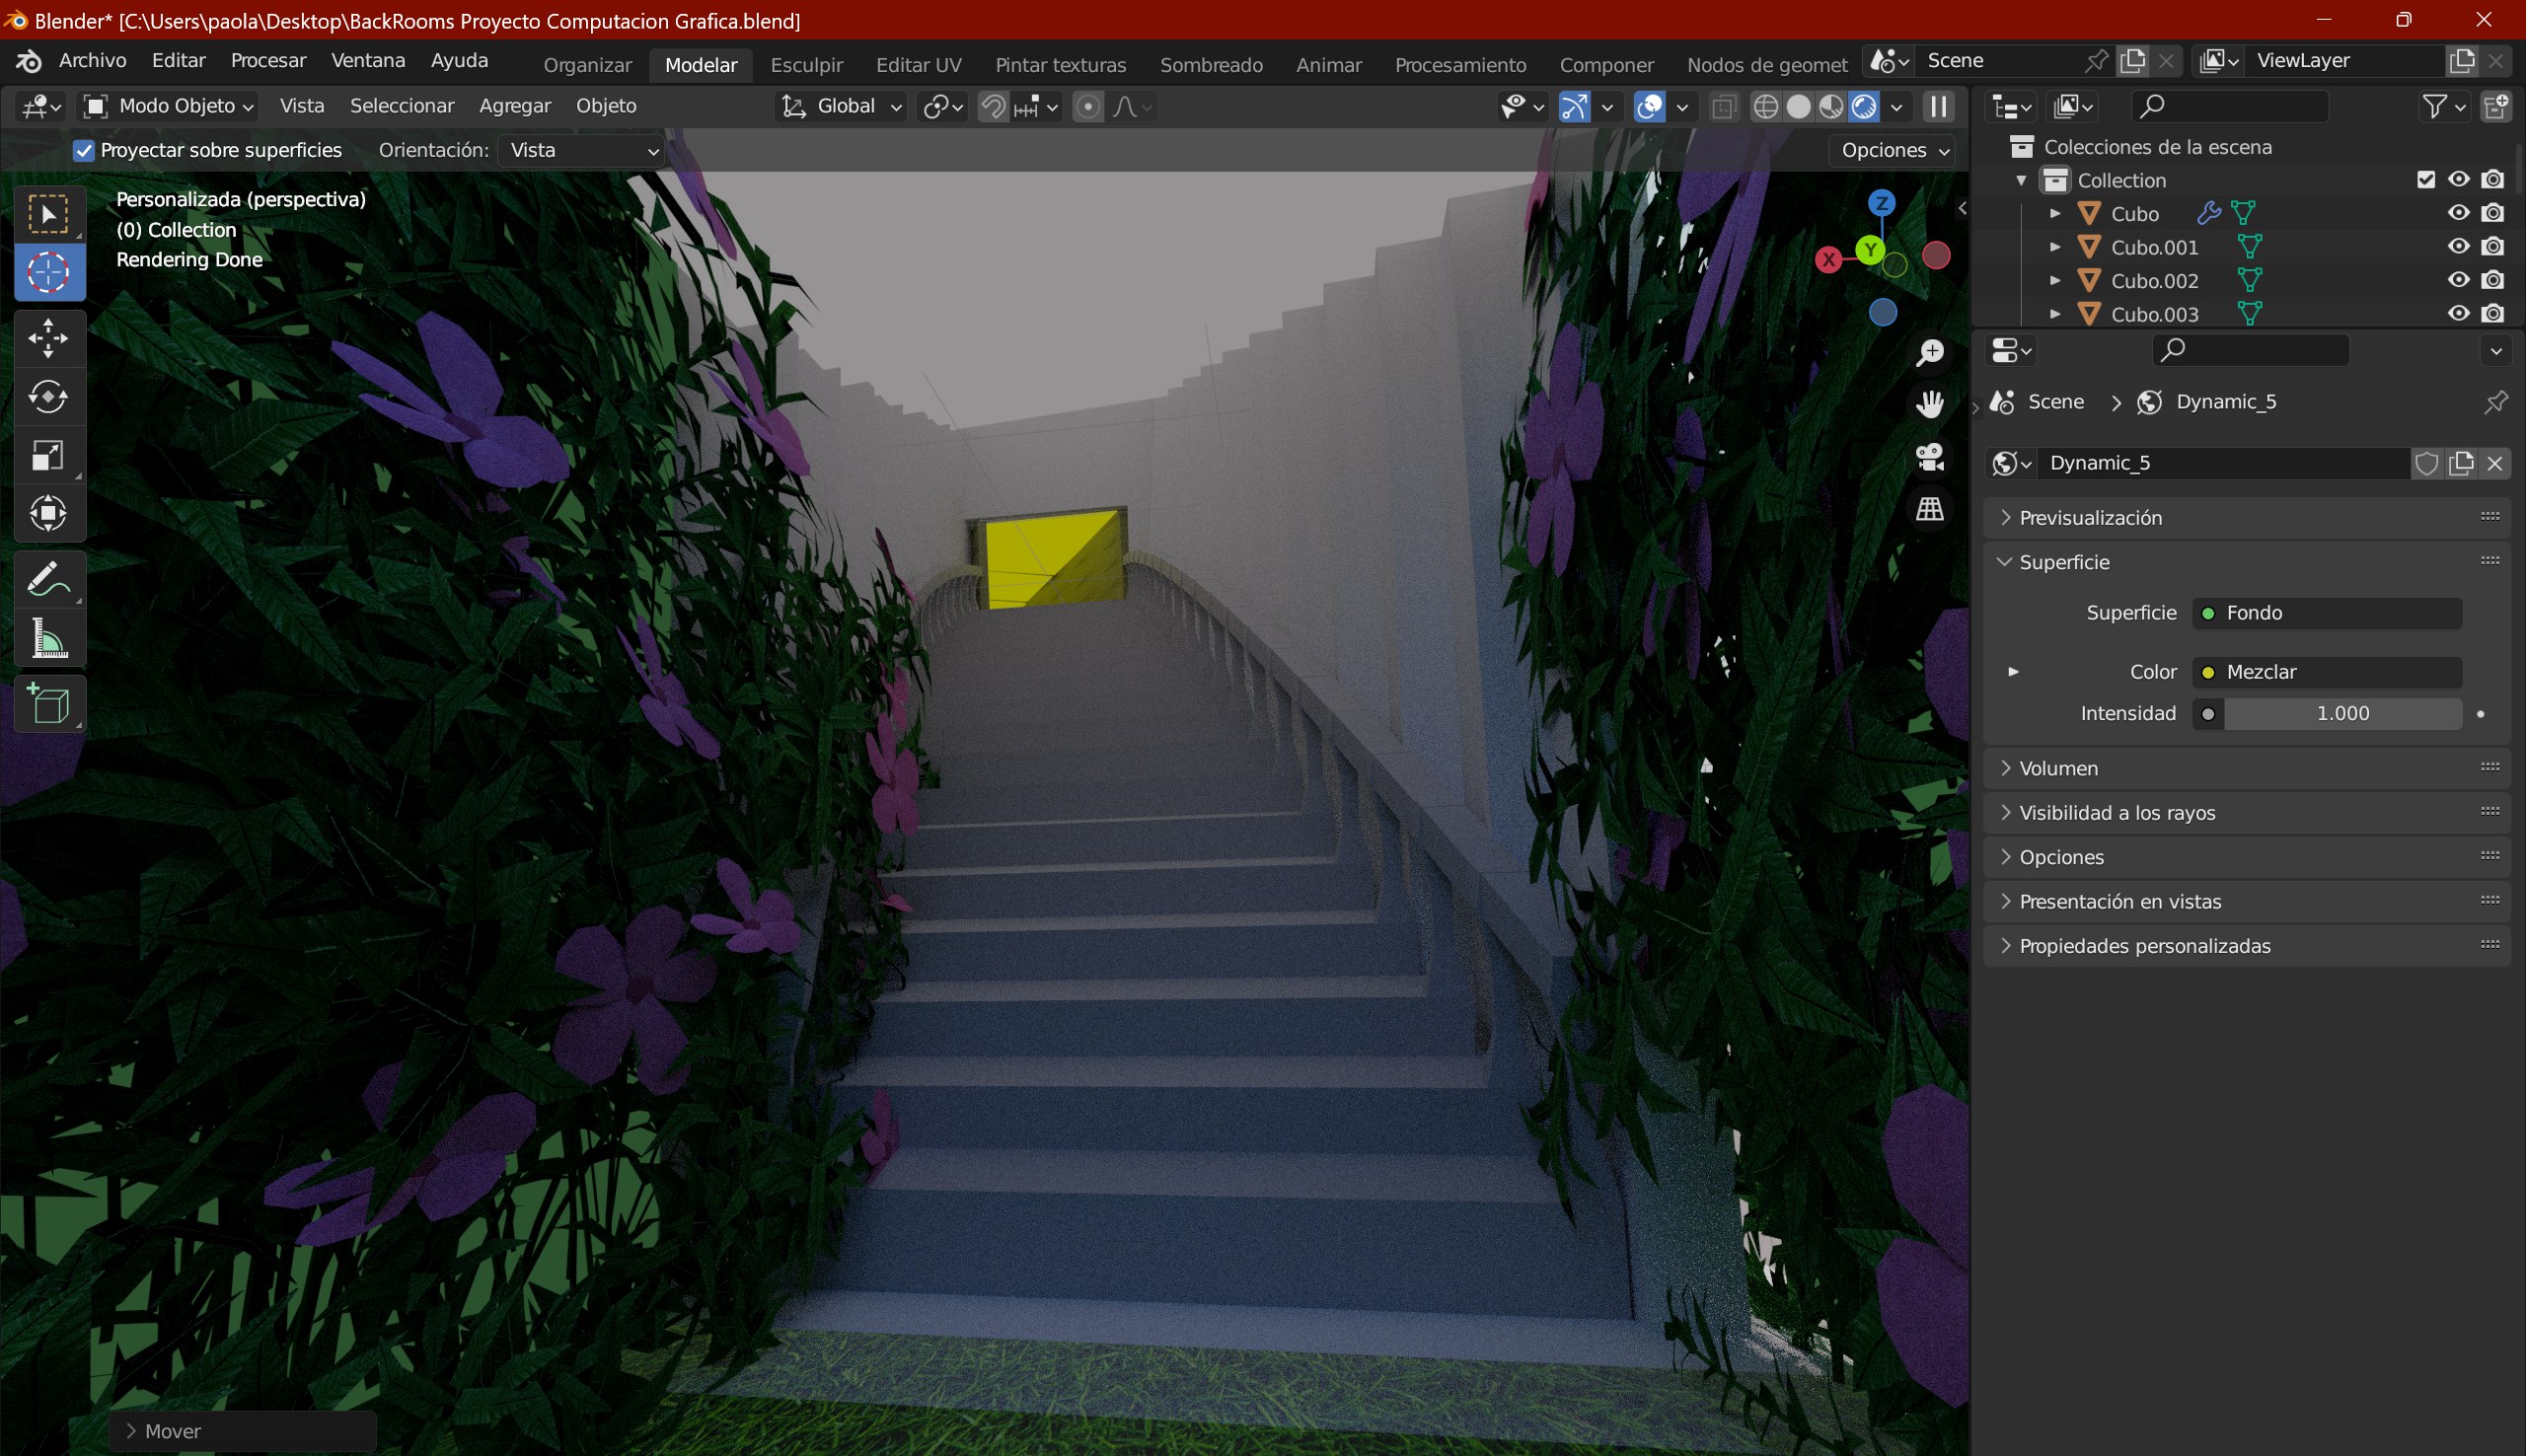 Blender* [C:\Users\paola\Desktop\BackRooms Proyecto Computacion Grafica.blend]
Archivo Editar Procesar Ventana Ayuda Organizar Modelar Esculpir Editar UV Pintar texturas Sombreado Animar Procesamiento Componer Nodos de geomet Scene ViewLayer
Modo Objeto Vista Seleccionar Agregar Objeto Global
Proyectar sobre superficies Orientación: Vista Opciones
Personalizada (perspectiva)
(0) Collection
Rendering Done
Z
Y
X
Mover
Colecciones de la escena
Collection
Cubo
Cubo.001
Cubo.002
Cubo.003
Scene Dynamic_5
Dynamic_5
Previsualización
Superficie
Superficie Fondo
Color Mezclar
Intensidad 1.000
Volumen
Visibilidad a los rayos
Opciones
Presentación en vistas
Propiedades personalizadas